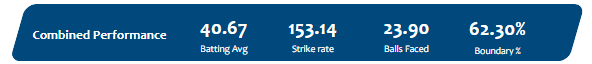 Combined Performance
40.67 153.14 23.90 62.30%
Batting Avg Strike rate Balls Faced Boundary %